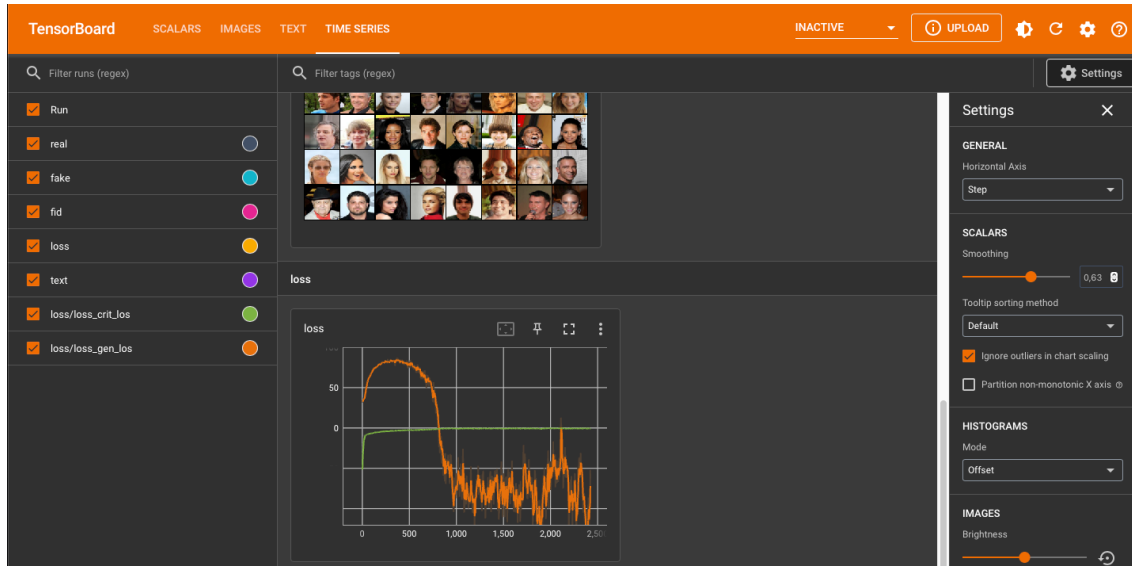 TensorBoard SCALARS IMAGES TEXT TIME SERIES INACTIVE UPLOAD
Filter runs (regex)
Filter tags (regex)
Settings
Run
real
fake
fid
loss
text
loss/loss_crit_los
loss/loss_gen_los
loss
loss
50
0
0 500 1,000 1,500 2,000 2,500
Settings
GENERAL
Horizontal Axis
Step
SCALARS
Smoothing
0,63
Tooltip sorting method
Default
Ignore outliers in chart scaling
Partition non-monotonic X axis
HISTOGRAMS
Mode
Offset
IMAGES
Brightness